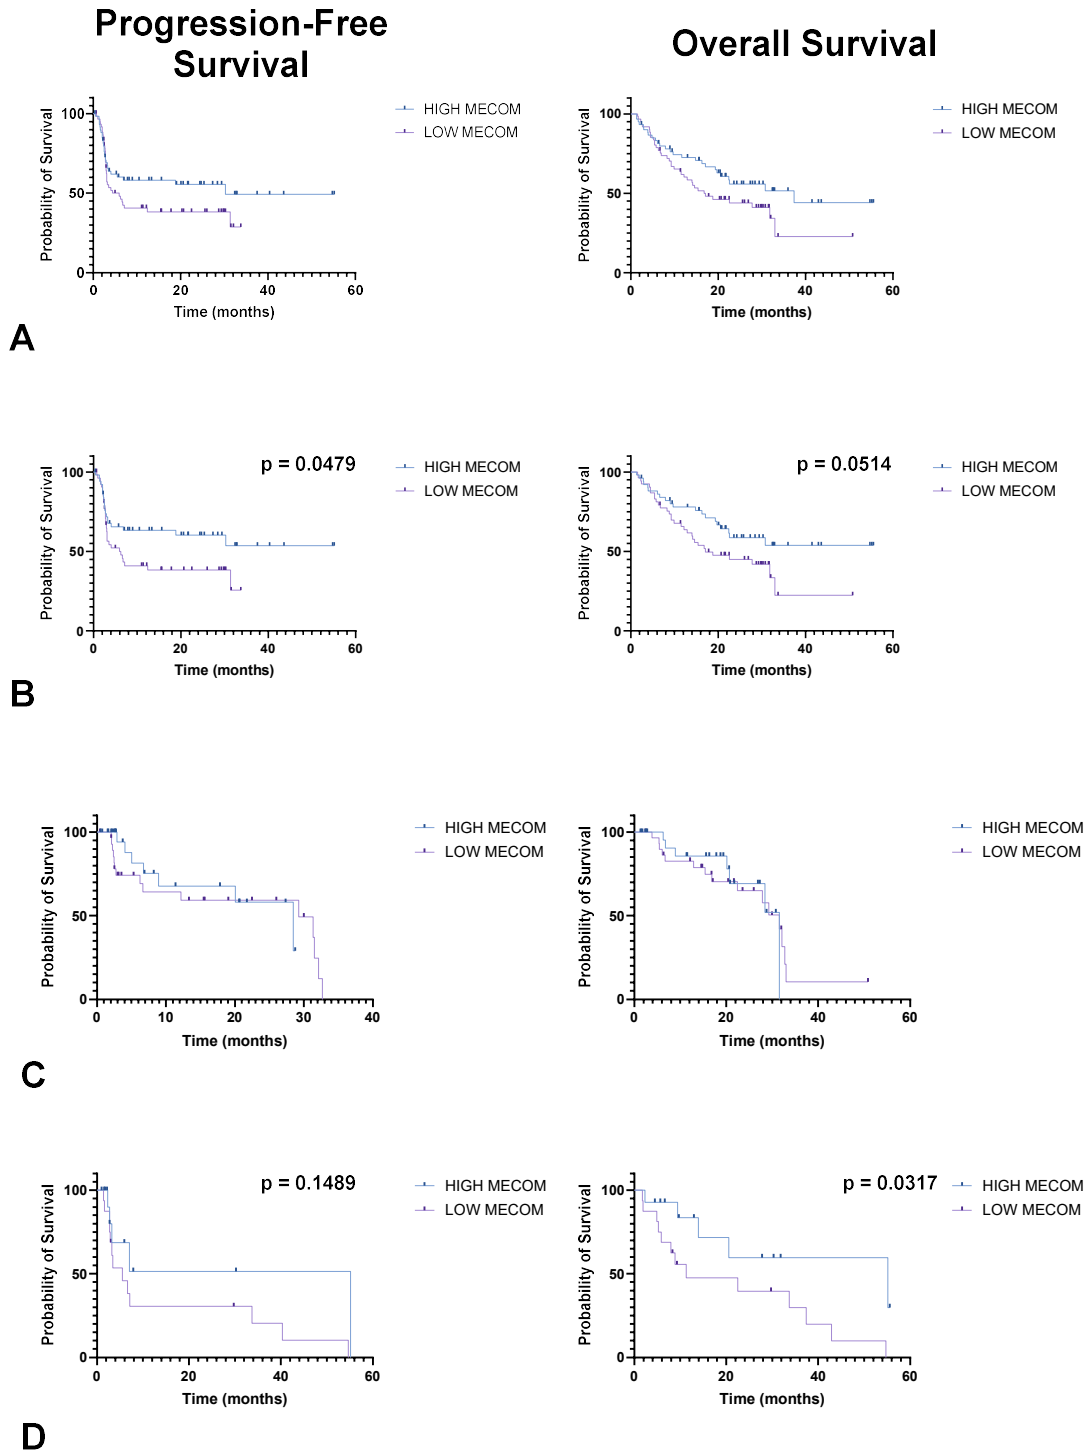 Progression-Free
Survival
Overall Survival
Probability of Survival
100
50
0
0 20 40 60
Time (months)
HIGH MECOM
LOW MECOM
Probability of Survival
100
50
0
0 20 40 60
Time (months)
HIGH MECOM
LOW MECOM
A
Probability of Survival
100
50
0
0 20 40 60
Time (months)
p = 0.0479
HIGH MECOM
LOW MECOM
Probability of Survival
100
50
0
0 20 40 60
Time (months)
p = 0.0514
HIGH MECOM
LOW MECOM
B
Probability of Survival
100
50
0
0 10 20 30 40
Time (months)
HIGH MECOM
LOW MECOM
Probability of Survival
100
50
0
0 20 40 60
Time (months)
HIGH MECOM
LOW MECOM
C
Probability of Survival
100
50
0
0 20 40 60
Time (months)
p = 0.1489
HIGH MECOM
LOW MECOM
Probability of Survival
100
50
0
0 20 40 60
Time (months)
p = 0.0317
HIGH MECOM
LOW MECOM
D